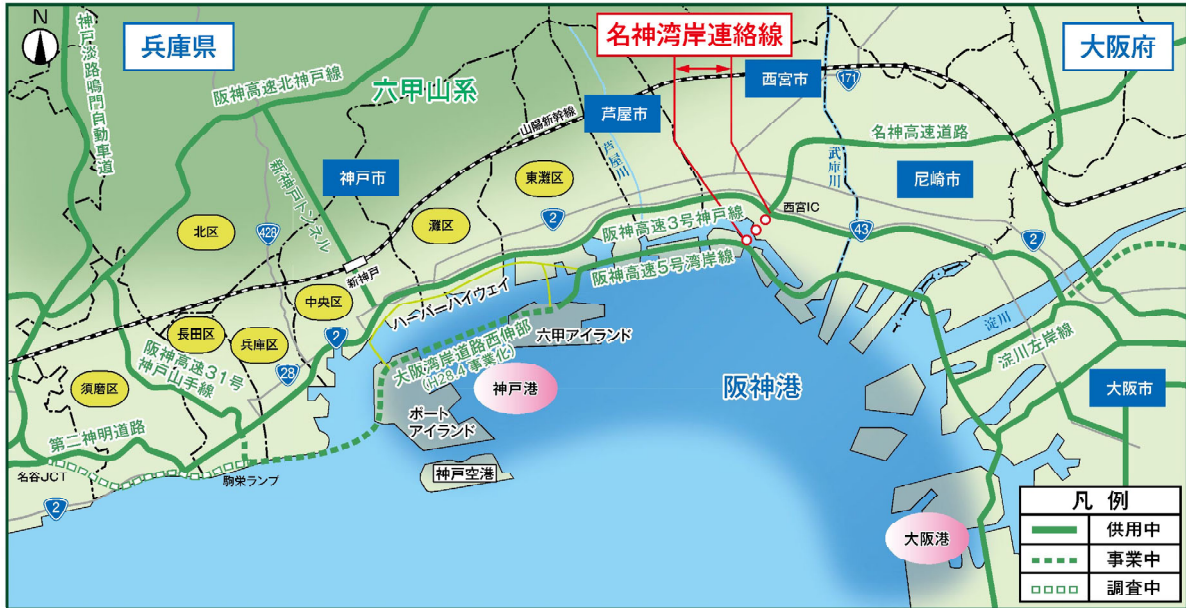 N
兵庫県
名神湾岸連絡線
大阪府
神戸淡路鳴門自動車道
阪神高速北神戸線
六甲山系
西宮市
171
芦屋市
山陽新幹線
名神高速道路
芦屋川
武庫川
新神戸トンネル
神戸市
東灘区
尼崎市
北区
428
灘区
2
阪神高速3号神戸線
西宮IC
43
2
新神戸
阪神高速5号湾岸線
中央区
ハーバーハイウェイ
長田区
兵庫区
2
六甲アイランド
淀川
大阪湾岸道路西伸部
(H28.4事業化)
淀川左岸線
阪神高速31号
神戸山手線
28
須磨区
神戸港
阪神港
大阪市
ポート
アイランド
第二神明道路
名谷JCT
駒栄ランプ
神戸空港
2
大阪港
凡例
供用中
事業中
調査中